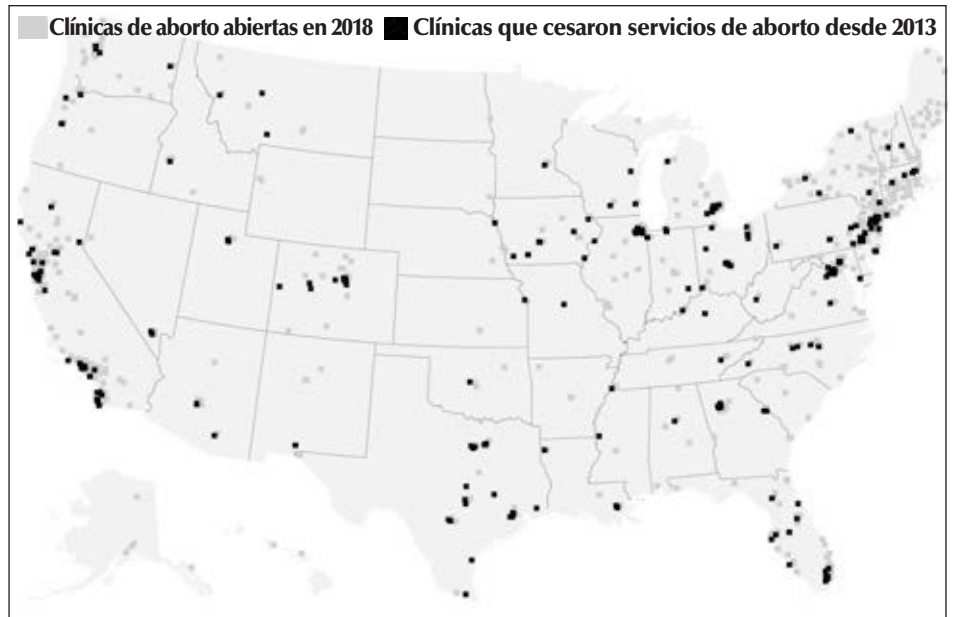 Clínicas de aborto abiertas en 2018 Clínicas que cesaron servicios de aborto desde 2013